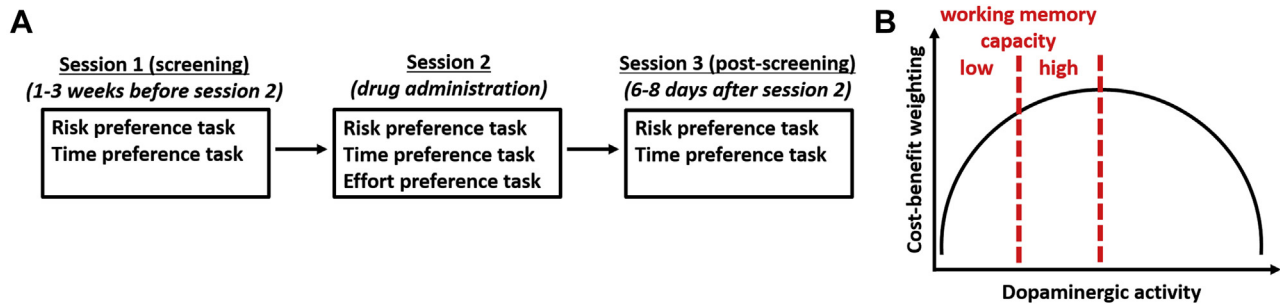 A
Session 1 (screening)
(1-3 weeks before session 2)
Risk preference task
Time preference task
Session 2
(drug administration)
Risk preference task
Time preference task
Effort preference task
Session 3 (post-screening)
(6-8 days after session 2)
Risk preference task
Time preference task
B
working memory
capacity
low high
Cost-benefit weighting
Dopaminergic activity